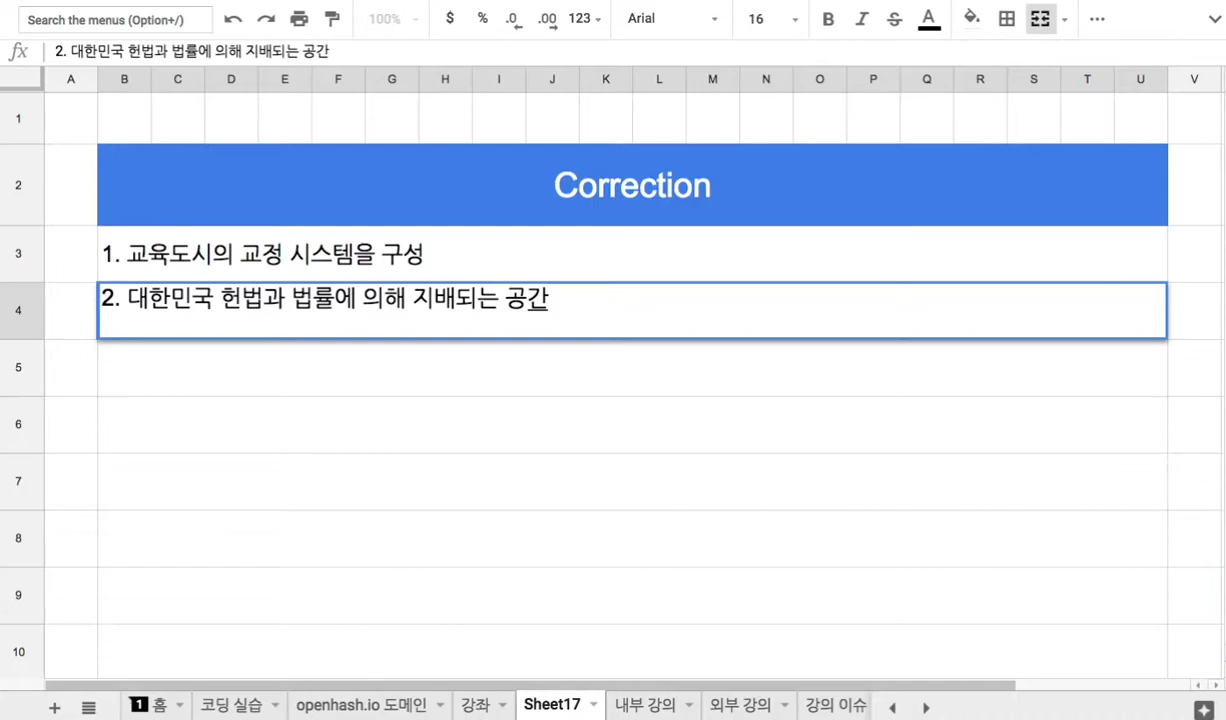 Search the menus (Option+/)
100%
$ % .0 .00 123
Arial
16
B I S A
fx
2. 대한민국 헌법과 법률에 의해 지배되는 공간
A B C D E F G H I J K L M N O P Q R S T U V
1
2
Correction
3
1. 교육도시의 교정 시스템을 구성
4
2. 대한민국 헌법과 법률에 의해 지배되는 공간
5
6
7
8
9
10
+ 1 홈 코딩 실습 openhash.io 도메인 강좌 Sheet17 내부 강의 외부 강의 강의 이슈